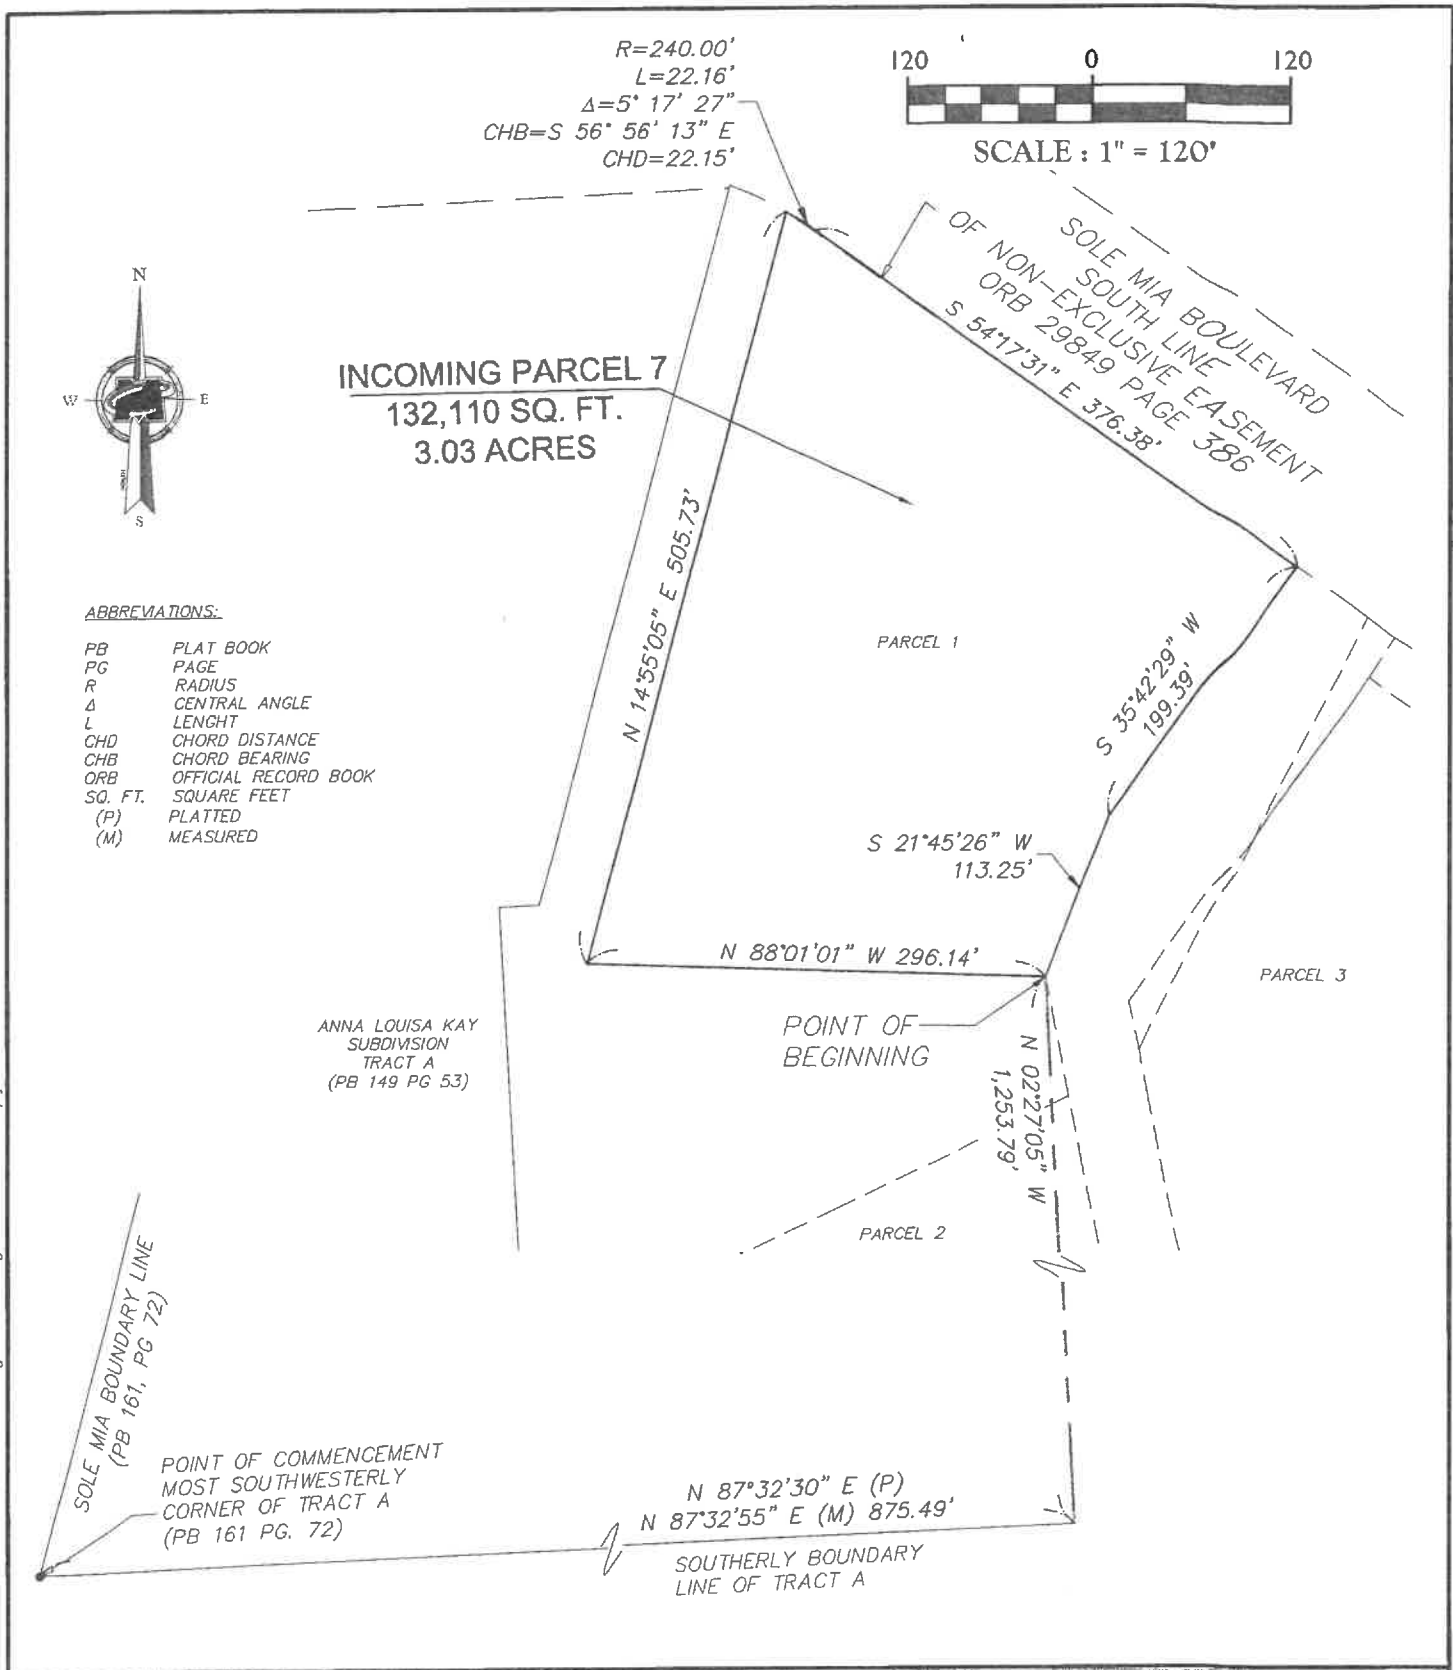 R=240.00'
L=22.16'
Δ=5° 17' 27"
CHB=S 56° 56' 13" E
CHD=22.15'
120 0 120
SCALE : 1" = 120'
SOLE MIA BOULEVARD
SOUTH LINE
OF NON-EXCLUSIVE EASEMENT
ORB 29849 PAGE 386
S 54°17'31" E 376.38'
N
W E
S
INCOMING PARCEL 7
132,110 SQ. FT.
3.03 ACRES
N 14°55'05" E 505.73'
ABBREVIATIONS:
PB PLAT BOOK
PG PAGE
R RADIUS
Δ CENTRAL ANGLE
L LENGHT
CHD CHORD DISTANCE
CHB CHORD BEARING
ORB OFFICIAL RECORD BOOK
SQ. FT. SQUARE FEET
(P) PLATTED
(M) MEASURED
PARCEL 1
S 35°42'29" W
199.39'
S 21°45'26" W
113.25'
N 88°01'01" W 296.14'
PARCEL 3
POINT OF
BEGINNING
ANNA LOUISA KAY
SUBDIVISION
TRACT A
(PB 149 PG 53)
N 02°27'05" W
1,253.79'
PARCEL 2
SOLE MIA BOUNDARY LINE
(PB 161, PG 72)
POINT OF COMMENCEMENT
MOST SOUTHWESTERLY
CORNER OF TRACT A
(PB 161 PG. 72)
N 87°32'30" E (P)
N 87°32'55" E (M) 875.49'
SOUTHERLY BOUNDARY
LINE OF TRACT A